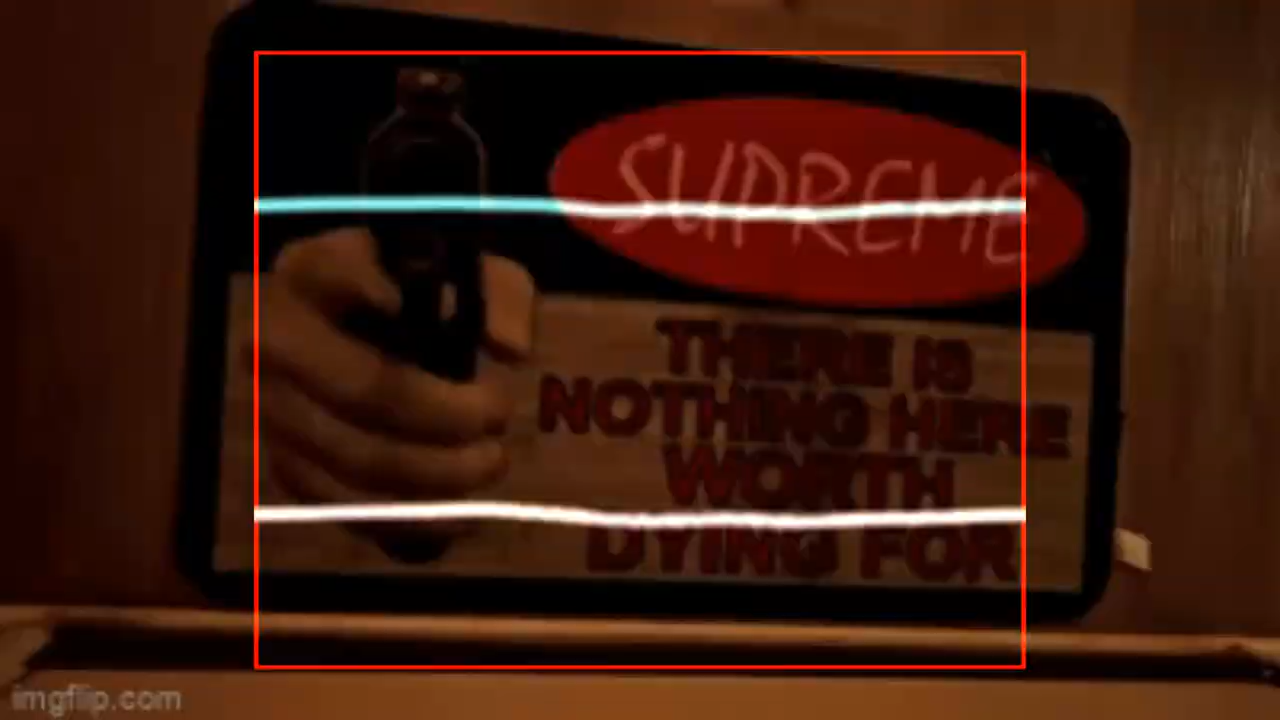 SUPREME
THERE IS
NOTHING HERE
WORTH
DYING FOR
imgflip.com